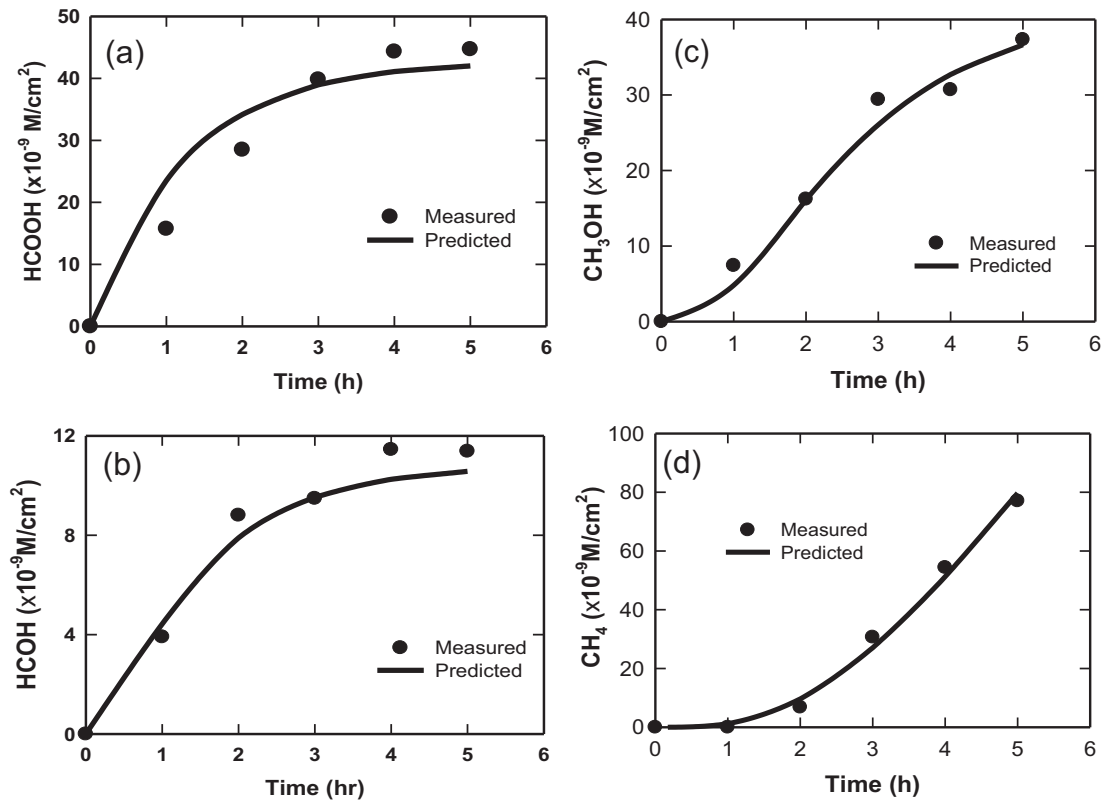 (a)
HCOOH (x10⁻⁹ M/cm²)
50
40
30
20
10
0
Measured
Predicted
0 1 2 3 4 5 6
Time (h)
(c)
CH₃OH (x10⁻⁹M/cm²)
40
30
20
10
0
Measured
Predicted
0 1 2 3 4 5 6
Time (h)
(b)
HCOH (x10⁻⁹M/cm²)
12
8
4
0
Measured
Predicted
0 1 2 3 4 5 6
Time (hr)
(d)
CH₄ (x10⁻⁹M/cm²)
100
80
60
40
20
0
Measured
Predicted
0 1 2 3 4 5 6
Time (h)